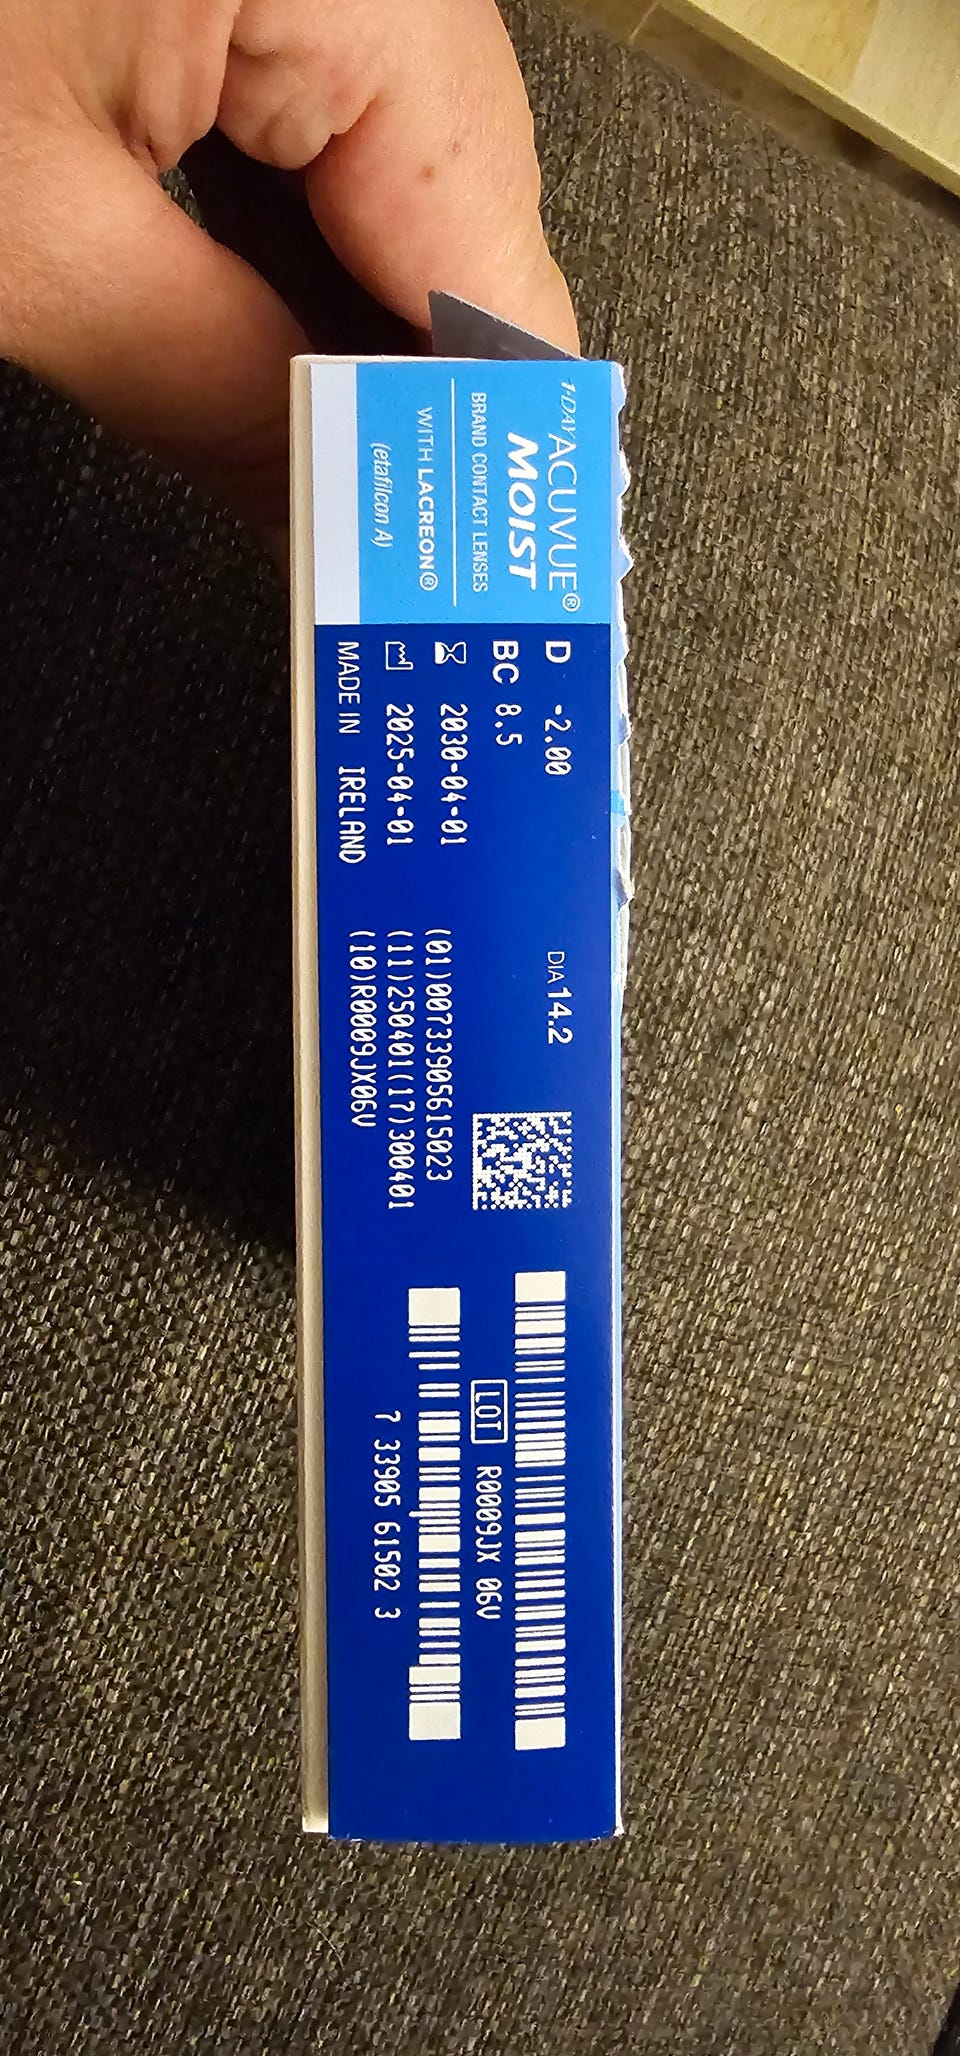 1·DAY ACUVUE®
MOIST
BRAND CONTACT LENSES
WITH LACREON®
(etafilcon A)
D -2.00
BC 8.5
2030-04-01
2025-04-01
MADE IN IRELAND
DIA 14.2
(01)00733905615023
(11)250401(17)300401
(10)R0009JX06V
LOT R0009JX 06V
7 33905 61502 3